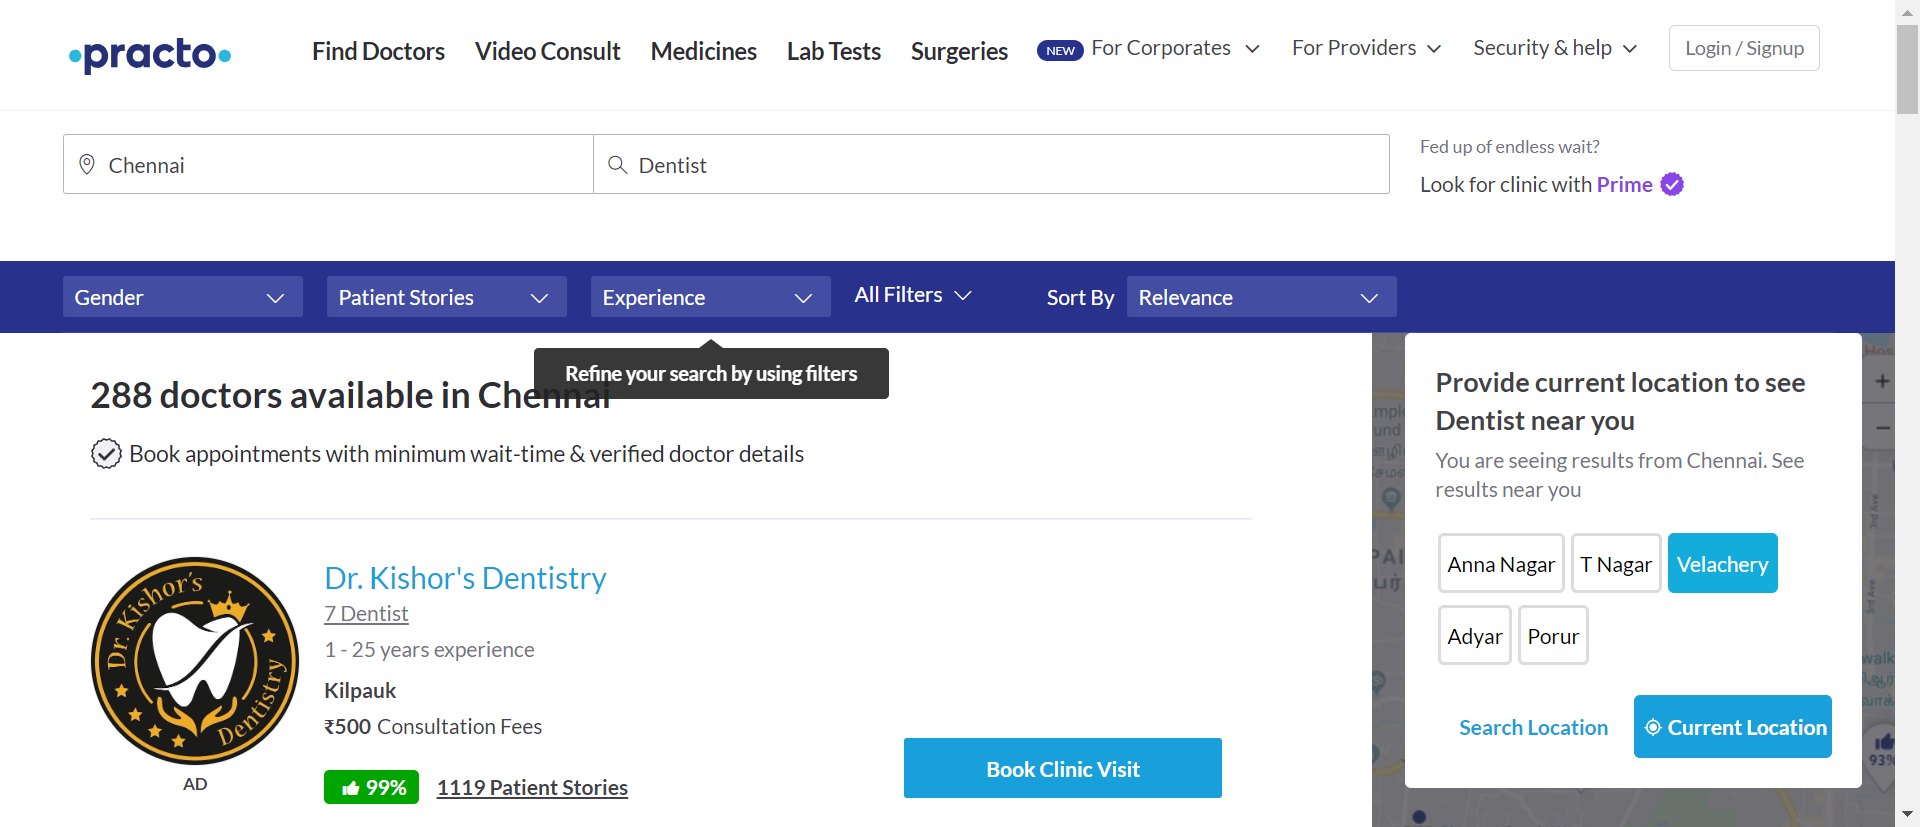 practo
Find Doctors
Video Consult
Medicines
Lab Tests
Surgeries
NEW
For Corporates
For Providers
Security & help
Login / Signup
Chennai
Dentist
Fed up of endless wait?
Look for clinic with Prime
Gender
Patient Stories
Experience
All Filters
Sort By
Relevance
Refine your search by using filters
288 doctors available in Chennai
Book appointments with minimum wait-time & verified doctor details
Dr. Kishor's
Dentistry
AD
Dr. Kishor's Dentistry
7 Dentist
1 - 25 years experience
Kilpauk
₹500 Consultation Fees
99%
1119 Patient Stories
Book Clinic Visit
Provide current location to see
Dentist near you
You are seeing results from Chennai. See
results near you
Anna Nagar
T Nagar
Velachery
Adyar
Porur
Search Location
Current Location
3rd Ave
3rd Ave
93%